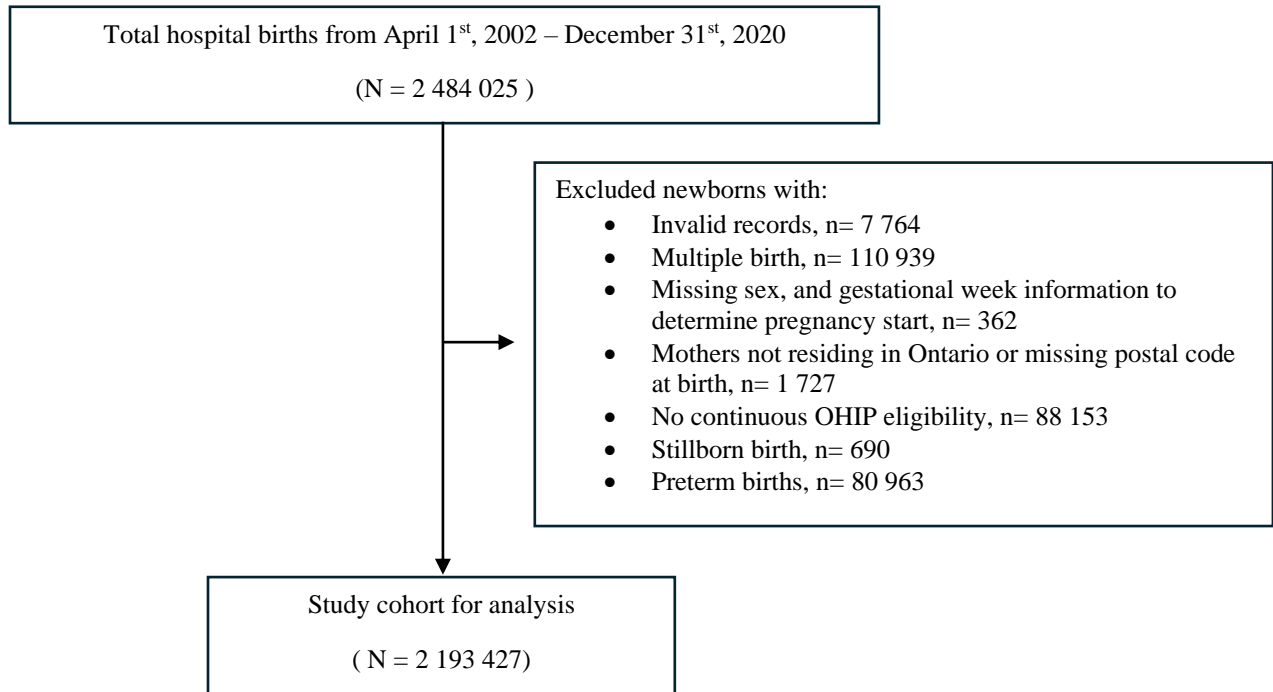 Total hospital births from April 1st, 2002 – December 31st, 2020
(N = 2 484 025 )
Excluded newborns with:
• Invalid records, n= 7 764
• Multiple birth, n= 110 939
• Missing sex, and gestational week information to
determine pregnancy start, n= 362
• Mothers not residing in Ontario or missing postal code
at birth, n= 1 727
• No continuous OHIP eligibility, n= 88 153
• Stillborn birth, n= 690
• Preterm births, n= 80 963
Study cohort for analysis
( N = 2 193 427)